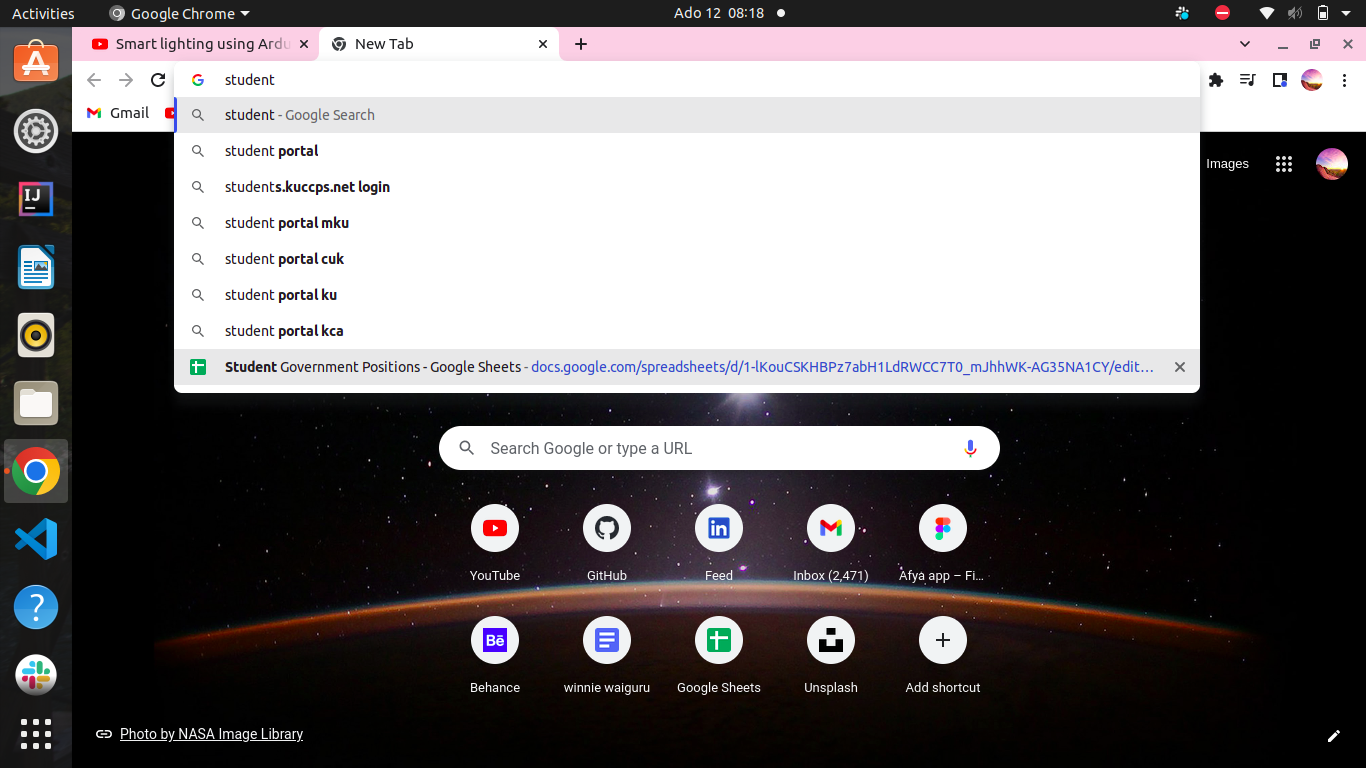 Activities
Google Chrome
Ado 12 08:18
Smart lighting using Ardu
New Tab
student
Gmail
student - Google Search
student portal
students.kuccps.net login
student portal mku
student portal cuk
student portal ku
student portal kca
Student Government Positions - Google Sheets - docs.google.com/spreadsheets/d/1-lKouCSKHBPz7abH1LdRWCC7T0_mJhhWK-AG35NA1CY/edit…
Images
Search Google or type a URL
YouTube
GitHub
Feed
Inbox (2,471)
Afya app – Fi...
Behance
winnie waiguru
Google Sheets
Unsplash
Add shortcut
Photo by NASA Image Library